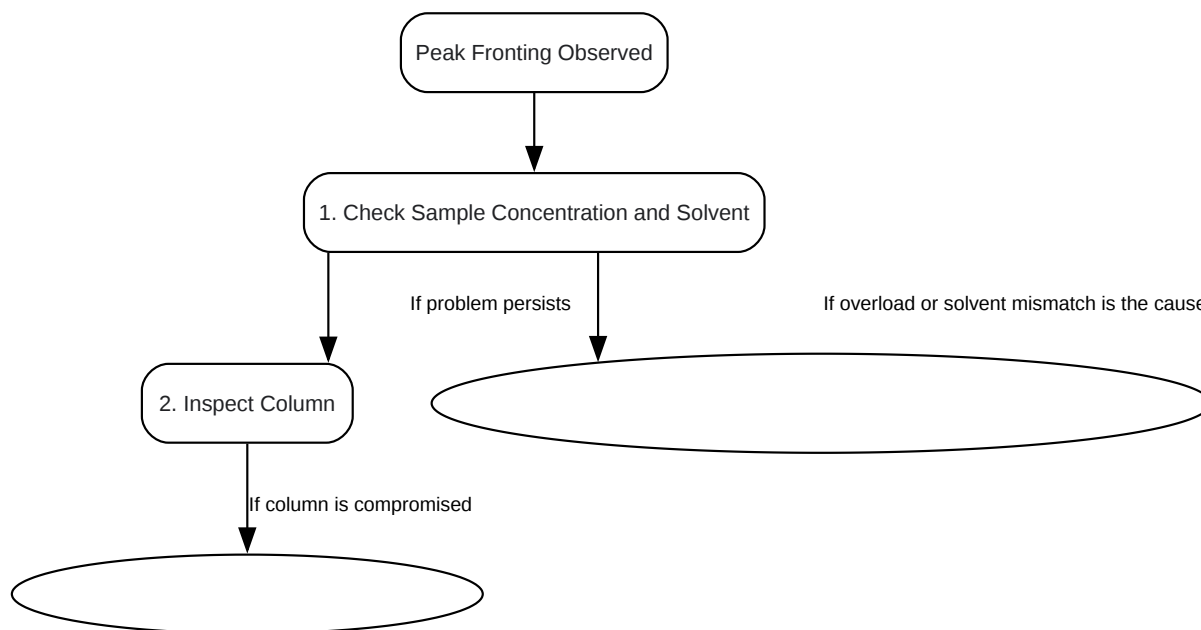 Peak Fronting Observed
1. Check Sample Concentration and Solvent
If problem persists
If overload or solvent mismatch is the cause
2. Inspect Column
If column is compromised